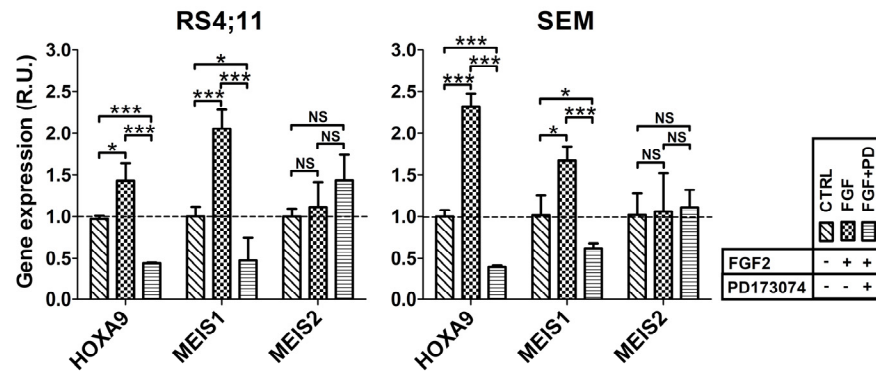 RS4;11
SEM
Gene expression (R.U.)
3.0
2.5
2.0
1.5
1.0
0.5
0.0
***
***
*
*
***
***
NS
NS
NS
HOXA9
MEIS1
MEIS2
3.0
2.5
2.0
1.5
1.0
0.5
0.0
***
***
***
*
***
*
NS
NS
NS
HOXA9
MEIS1
MEIS2
CTRL
FGF
FGF+PD
FGF2 - + +
PD173074 - - +